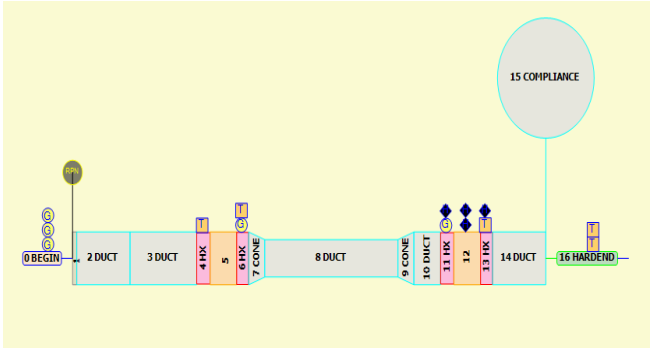 15 COMPLIANCE
RPN
T
T
G
G
G
T
G
G
T
T
T
0 BEGIN
2 DUCT
3 DUCT
4 HX
5
6 HX
7 CONE
8 DUCT
9 CONE
10 DUCT
11 HX
12
13 HX
14 DUCT
16 HARDEND